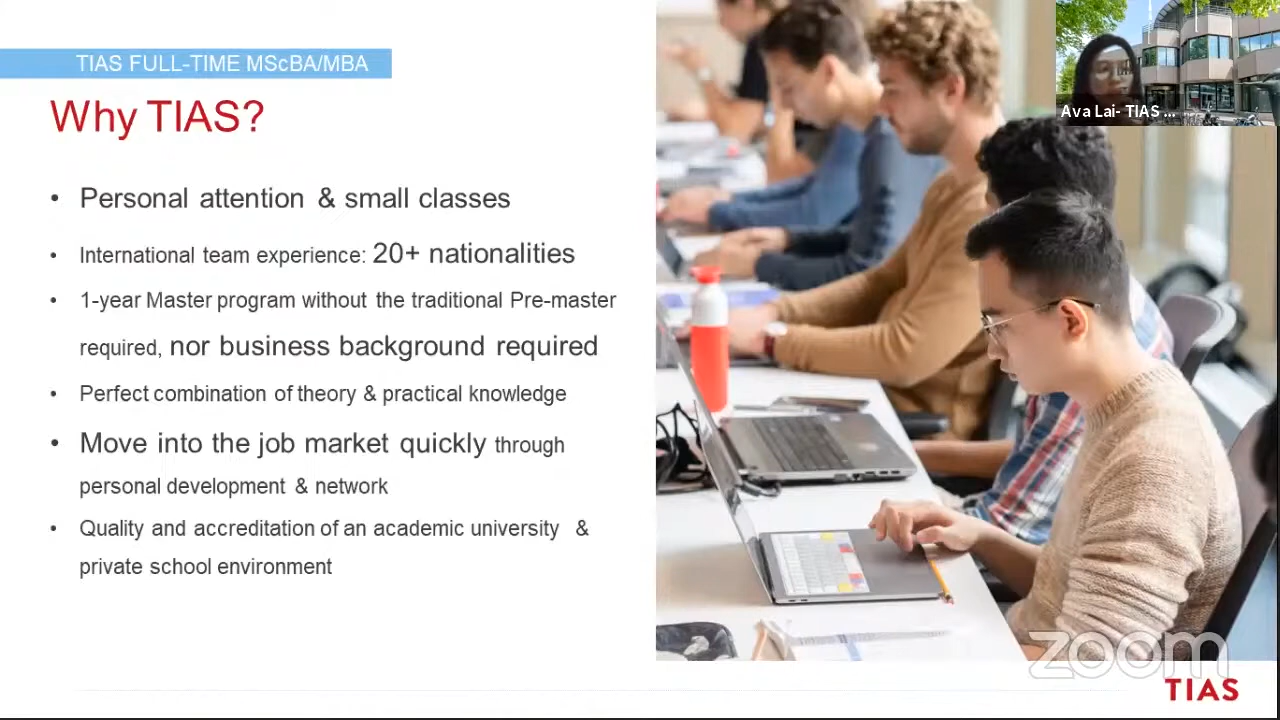 TIAS FULL-TIME MScBA/MBA
Why TIAS?
• Personal attention & small classes
• International team experience: 20+ nationalities
• 1-year Master program without the traditional Pre-master
required, nor business background required
• Perfect combination of theory & practical knowledge
• Move into the job market quickly through
personal development & network
• Quality and accreditation of an academic university &
private school environment
Ava Lai- TIAS ...
zoom
TIAS